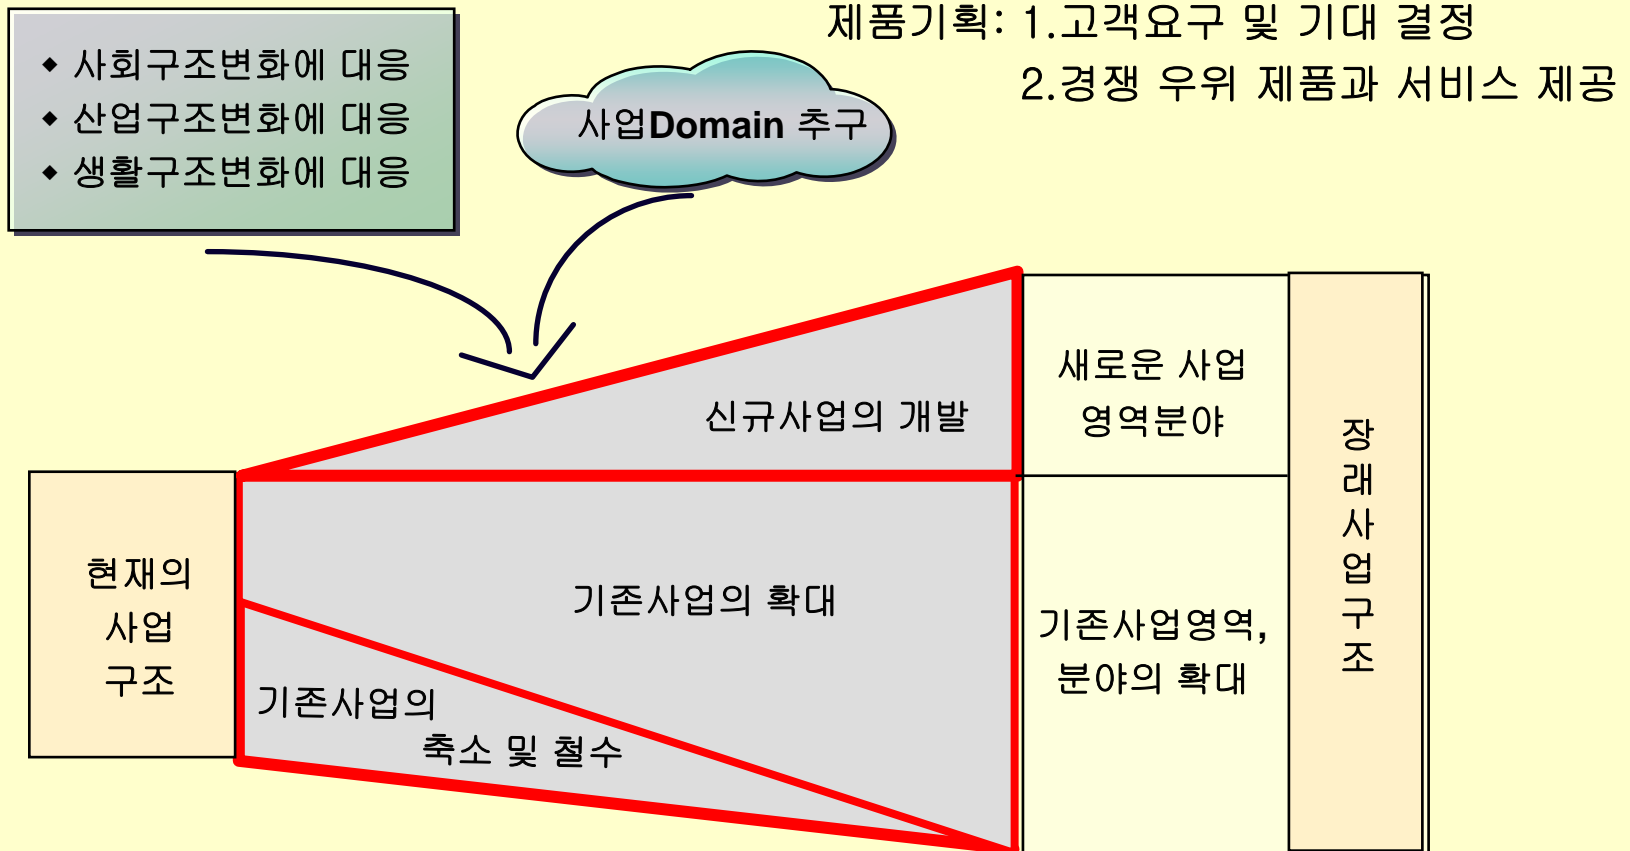 제품기획: 1.고객요구 및 기대 결정
2.경쟁 우위 제품과 서비스 제공
◆ 사회구조변화에 대응
◆ 산업구조변화에 대응
◆ 생활구조변화에 대응
사업Domain 추구
신규사업의 개발
새로운 사업
영역분야
현재의
사업
구조
기존사업의 확대
기존사업의
축소 및 철수
기존사업영역,
분야의 확대
장
래
사
업
구
조